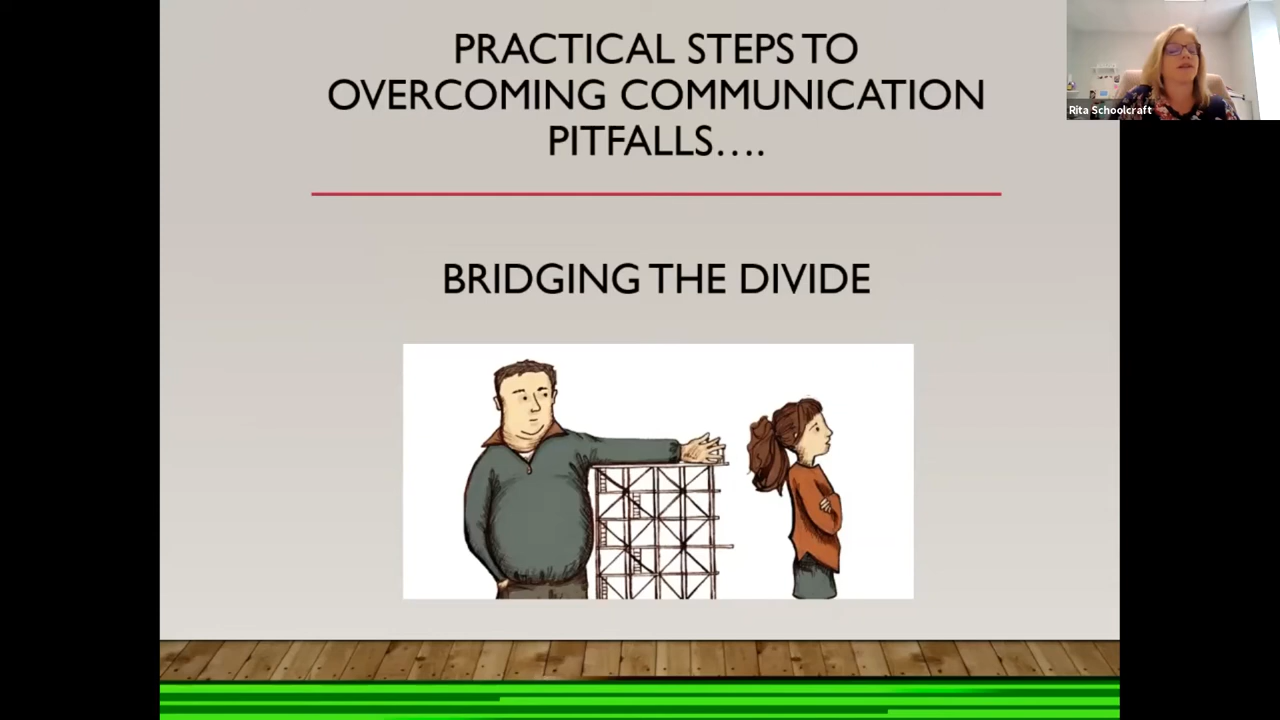 PRACTICAL STEPS TO
OVERCOMING COMMUNICATION
PITFALLS....
BRIDGING THE DIVIDE
Rita Schoolcraft